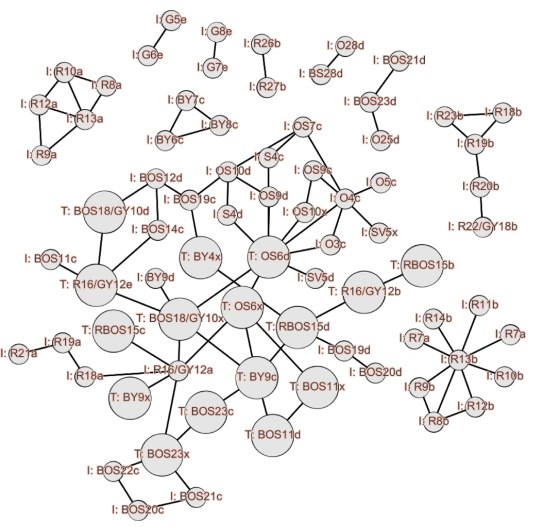 I: G5e
I: G6e
I: G8e
I: G7e
I: R26b
I: R27b
I: O28d
I: BS28d
I: BOS21d
I: BOS23d
I: O25d
I: R10a
I: R8a
I: R12a
I: R13a
I: R9a
I: BY7c
I: BY8c
I: BY6c
I: R23b
I: R18b
I: R19b
I: R20b
I: R22/GY18b
I: OS7c
I: S4c
I: OS10d
I: OS9c
I: O5c
I: BOS12d
I: BOS19c
I: OS9d
I: O4c
T: BOS18/GY10d
I: S4d
I: OS10x
I: BOS14c
I: SV5x
I: O3c
I: BOS11c
T: BY4x
T: OS6c
T: RBOS15b
T: R16/GY12e
I: BY9d
I: SV5d
T: R16/GY12b
T: OS6x
T: BOS18/GY10x
T: RBOS15c
T: RBOS15d
I: R11b
I: R14b
I: R7a
I: R7a
I: R19a
I: R21a
I: BOS19d
I: R13b
I: R18a
I: R16/GY12a
I: BOS20d
T: BY9c
I: R10b
T: BOS11x
I: R9b
T: BY9x
T: BOS23c
I: R12b
I: R8b
T: BOS11d
T: BOS23x
I: BOS22c
I: BOS21c
I: BOS20c